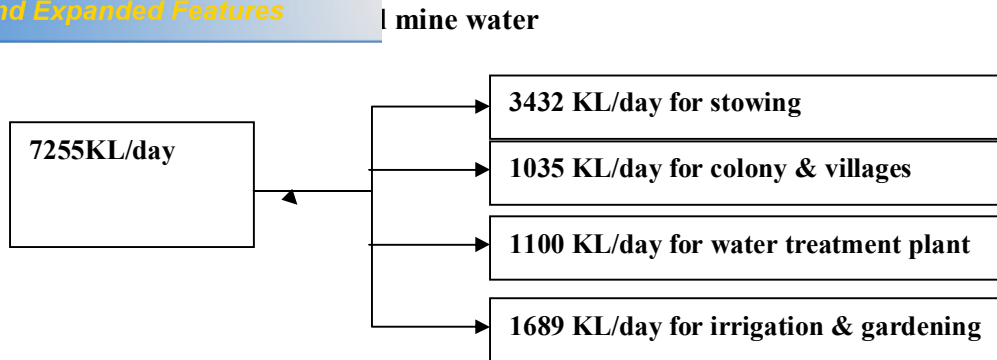 nd Expanded Features
mine water
7255KL/day
3432 KL/day for stowing
1035 KL/day for colony & villages
1100 KL/day for water treatment plant
1689 KL/day for irrigation & gardening